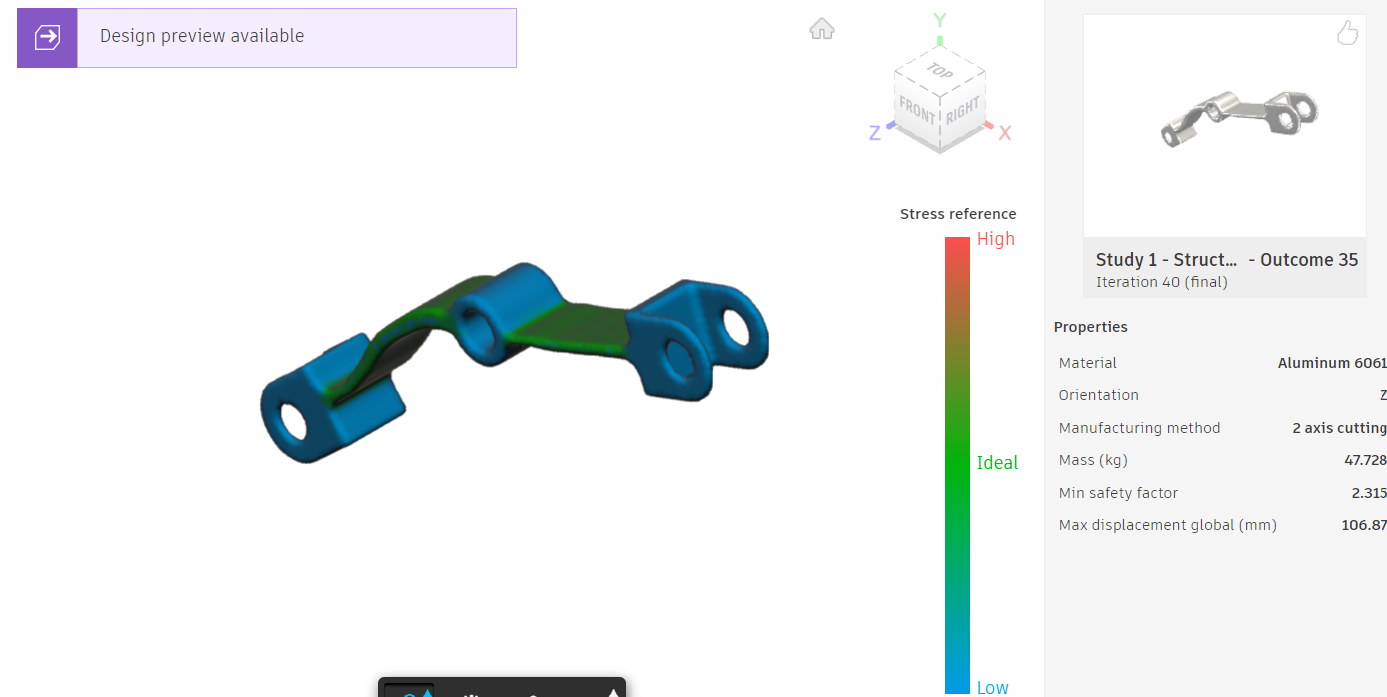 Design preview available
Y
TOP
FRONT
RIGHT
Z
X
Stress reference
High
Ideal
Low
Study 1 - Struct... - Outcome 35
Iteration 40 (final)
Properties
Material Aluminum 6061
Orientation Z
Manufacturing method 2 axis cutting
Mass (kg) 47.728
Min safety factor 2.315
Max displacement global (mm) 106.87